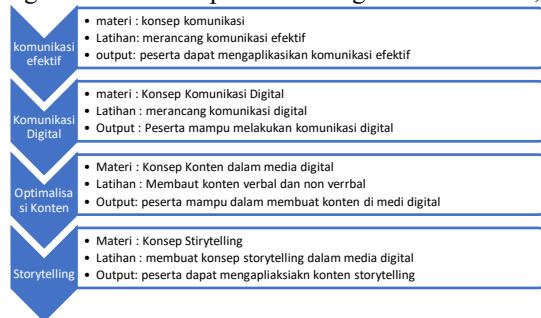 komunikasi
efektif
• materi : konsep komunikasi
• Latihan: merancang komunikasi efektif
• output: peserta dapat mengaplikasikan komunikasi efektif
Komunikasi
Digital
• materi : Konsep Komunikasi Digital
• Latihan : merancang komunikasi digital
• Output : Peserta mampu melakukan komunikasi digital
Optimalisa
si Konten
• Materi : Konsep Konten dalam media digital
• Latihan : Membaut konten verbal dan non verrbal
• Output: peserta mampu dalam membuat konten di medi digital
Storytelling
• Materi : Konsep Stirytelling
• Latihan : membuat konsep storytelling dalam media digital
• Output: peserta dapat mengapliaksiakn konten storytelling